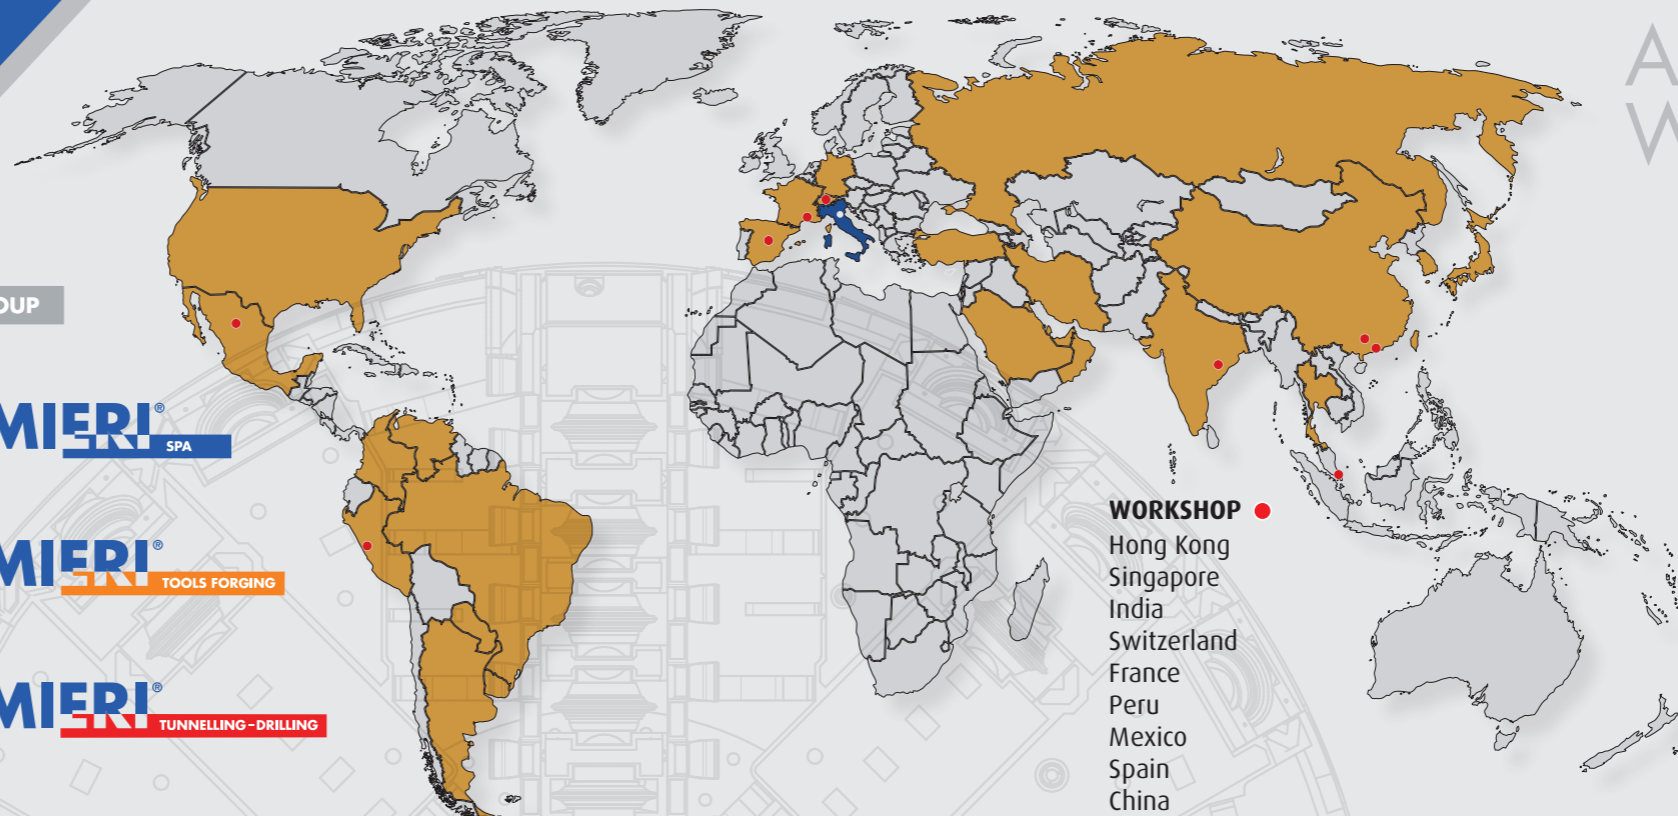 A
W
OUP
MIERI®
SPA
MIERI®
TOOLS FORGING
MIERI®
TUNNELLING-DRILLING
WORKSHOP
Hong Kong
Singapore
India
Switzerland
France
Peru
Mexico
Spain
China